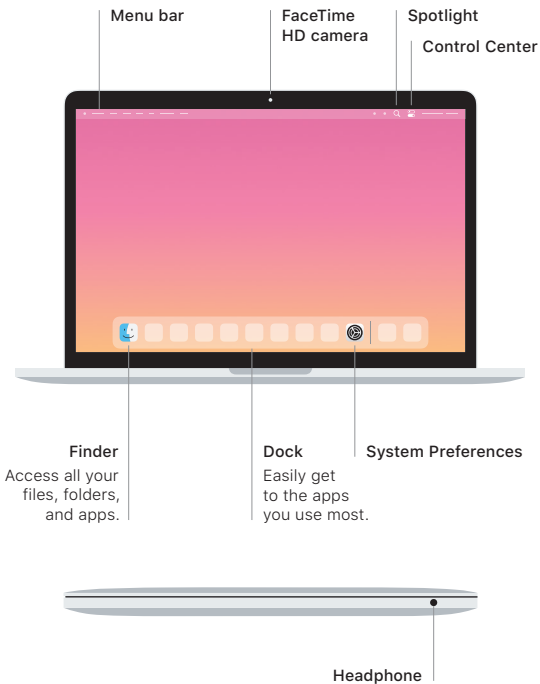 Menu bar
FaceTime
HD camera
Spotlight
Control Center
Finder
Access all your
files, folders,
and apps.
Dock
Easily get
to the apps
you use most.
System Preferences
Headphone